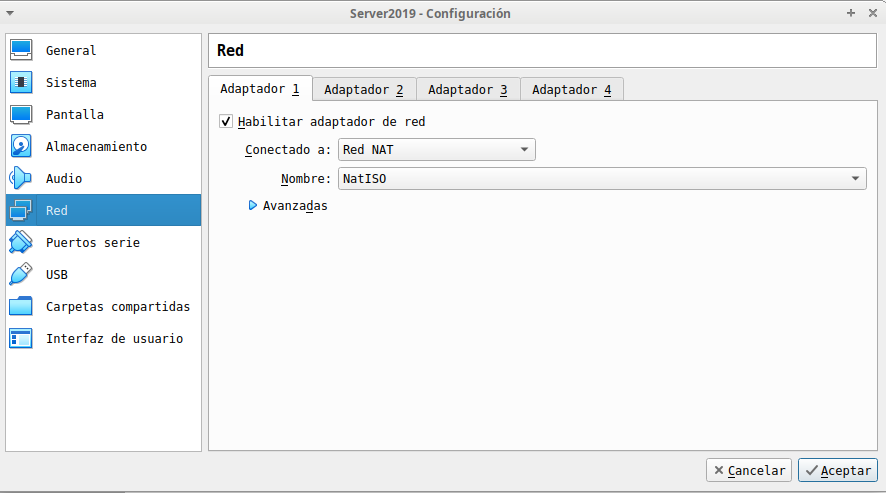 Server2019 - Configuración
General
Sistema
Pantalla
Almacenamiento
Audio
Red
Puertos serie
USB
Carpetas compartidas
Interfaz de usuario
Red
Adaptador 1 Adaptador 2 Adaptador 3 Adaptador 4
Habilitar adaptador de red
Conectado a: Red NAT
Nombre: NatISO
Avanzadas
Cancelar Aceptar